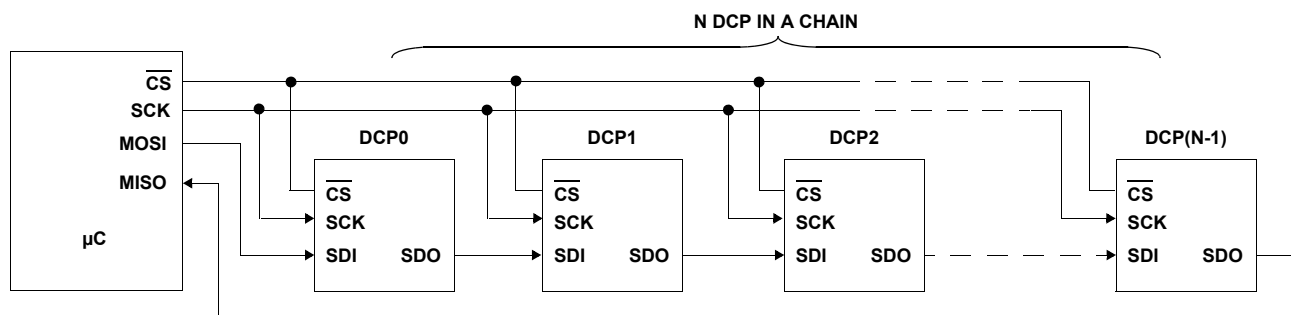 N DCP IN A CHAIN
CS
SCK
MOSI
MISO
µC
DCP0
CS
SCK
SDI SDO
DCP1
CS
SCK
SDI SDO
DCP2
CS
SCK
SDI SDO
DCP(N-1)
CS
SCK
SDI SDO